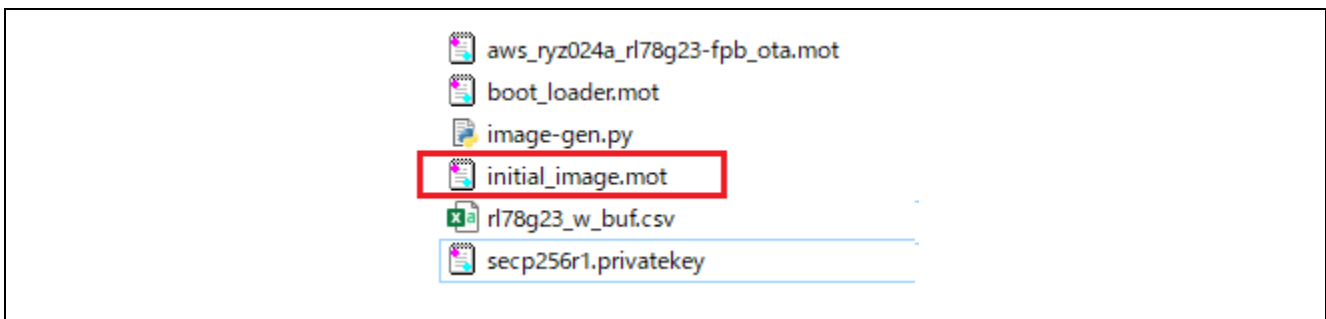 aws_ryz024a_rl78g23-fpb_ota.mot
boot_loader.mot
image-gen.py
initial_image.mot
rl78g23_w_buf.csv
secp256r1.privatekey